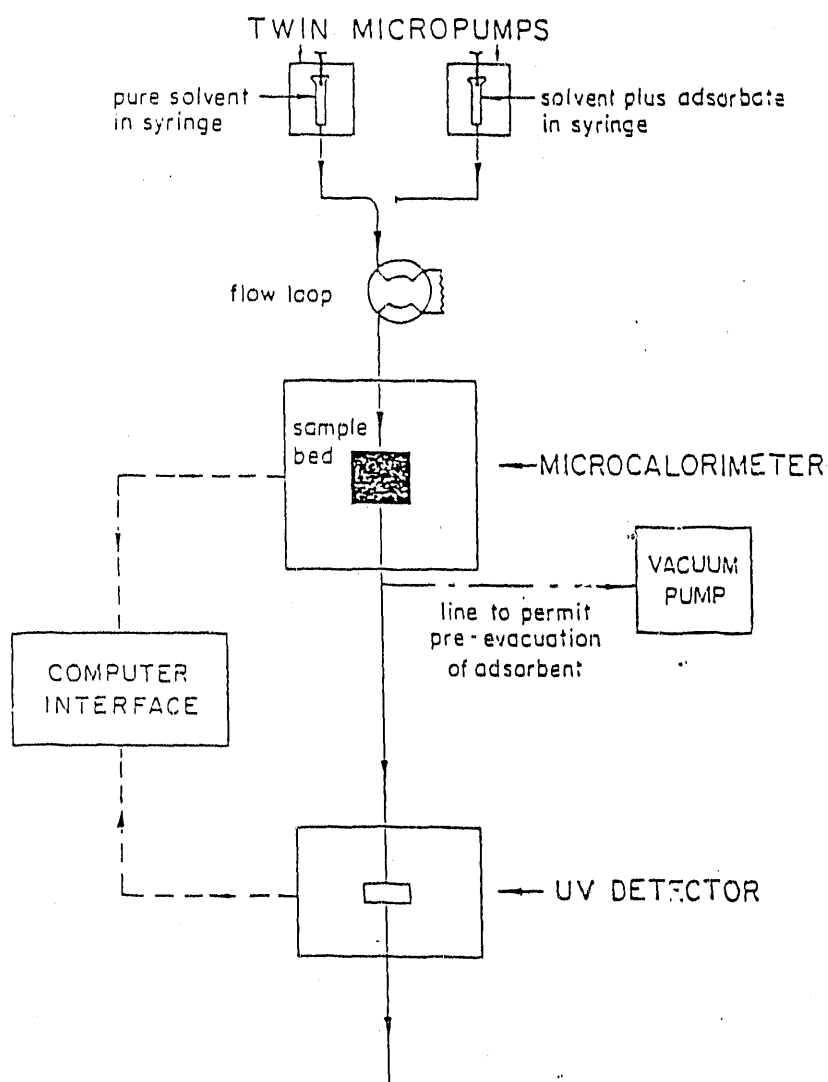 TWIN MICROPUMPS
pure solvent
in syringe
solvent plus adsorbate
in syringe
flow loop
sample
bed
MICROCALORIMETER
VACUUM
PUMP
line to permit
pre-evacuation
of adsorbent
COMPUTER
INTERFACE
UV DETECTOR